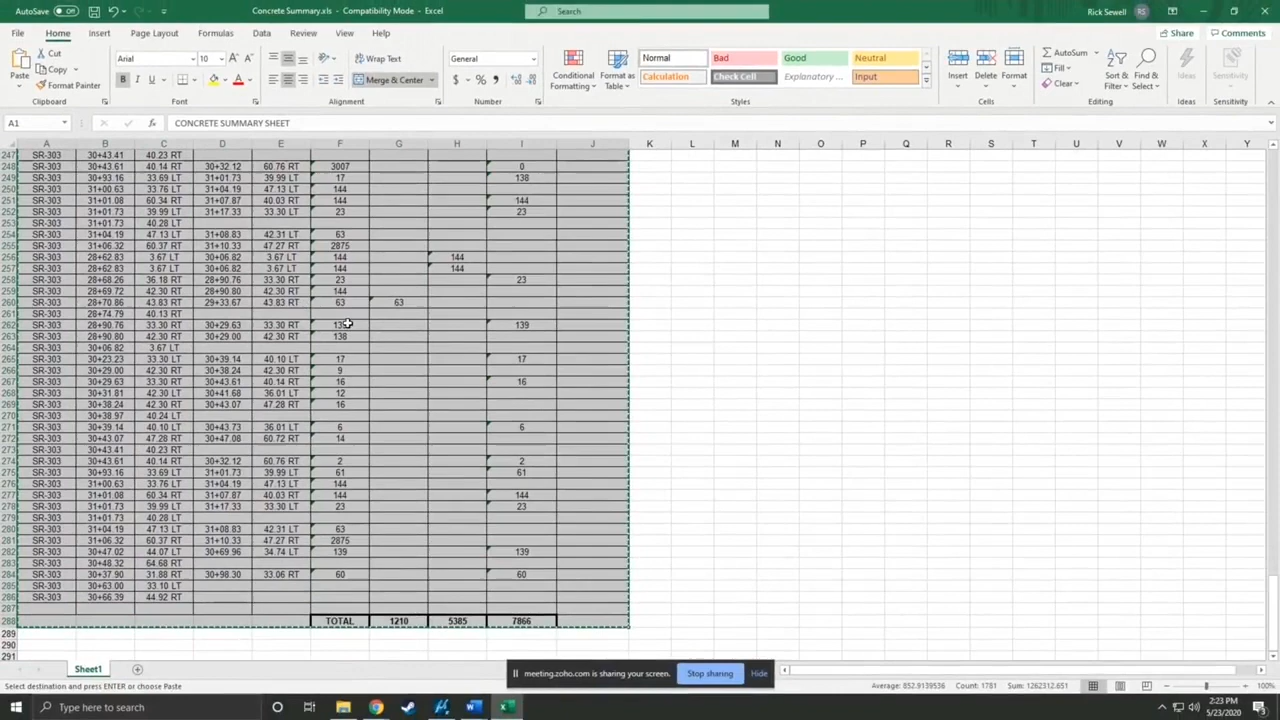 AutoSave Off Concrete Summary.xls - Compatibility Mode - Excel Search Rick Sewell RS
File Home Insert Page Layout Formulas Data Review View Help Share Comments
Paste Cut Copy Format Painter Clipboard
Arial 10 B I U Font
Wrap Text Merge & Center Alignment
General $ % Number
Conditional Formatting Format as Table
Normal Bad Good Neutral
Calculation Check Cell Explanatory ... Input
Styles
Insert Delete Format Cells
AutoSum Fill Clear Sort & Filter Find & Select Editing
Ideas Ideas
Sensitivity Sensitivity
A1 CONCRETE SUMMARY SHEET
A B C D E F G H I J K L M N O P Q R S T U V W X Y
247 SR-303 30+43.41 40.23 RT
248 SR-303 30+43.61 40.14 RT 30+32.12 60.76 RT 3007 0
249 SR-303 30+93.16 33.69 LT 31+01.73 39.99 LT 17 138
250 SR-303 31+00.63 33.76 LT 31+04.19 47.13 LT 144
251 SR-303 31+01.08 60.34 RT 31+07.87 40.03 RT 144 144
252 SR-303 31+01.73 39.99 LT 31+17.33 33.30 LT 23 23
253 SR-303 31+01.73 40.28 LT
254 SR-303 31+04.19 47.13 LT 31+08.83 42.31 LT 63
255 SR-303 31+06.32 60.37 RT 31+10.33 47.27 RT 2875
256 SR-303 28+62.83 3.67 LT 30+06.82 3.67 LT 144 144
257 SR-303 28+62.83 3.67 LT 30+06.82 3.67 LT 144 144
258 SR-303 28+68.26 36.18 RT 28+90.76 33.30 RT 23 23
259 SR-303 28+69.72 42.30 RT 28+90.80 42.30 RT 144
260 SR-303 28+70.86 43.83 RT 29+33.67 43.83 RT 63 63
261 SR-303 28+74.79 40.13 RT
262 SR-303 28+90.76 33.30 RT 30+29.63 33.30 RT 139
263 SR-303 28+90.80 42.30 RT 30+29.00 42.30 RT 138
264 SR-303 30+06.82 3.67 LT
265 SR-303 30+23.23 33.30 LT 30+39.14 40.10 LT 17 17
266 SR-303 30+29.00 42.30 RT 30+38.24 42.30 RT 9
267 SR-303 30+29.63 33.30 RT 30+43.61 40.14 RT 16 16
268 SR-303 30+31.81 42.30 LT 30+41.68 36.01 LT 12
269 SR-303 30+38.24 42.30 RT 30+43.07 47.28 RT 16
270 SR-303 30+38.97 40.24 LT
271 SR-303 30+39.14 40.10 LT 30+43.73 36.01 LT 6 6
272 SR-303 30+43.07 47.28 RT 30+47.08 60.72 RT 14
273 SR-303 30+43.41 40.23 RT
274 SR-303 30+43.61 40.14 RT 30+32.12 60.76 RT 2 2
275 SR-303 30+93.16 33.69 LT 31+01.73 39.99 LT 61 61
276 SR-303 31+00.63 33.76 LT 31+04.19 47.13 LT 144
277 SR-303 31+01.08 60.34 RT 31+07.87 40.03 RT 144 144
278 SR-303 31+01.73 39.99 LT 31+17.33 33.30 LT 23 23
279 SR-303 31+01.73 40.28 LT
280 SR-303 31+04.19 47.13 LT 31+08.83 42.31 LT 63
281 SR-303 31+06.32 60.37 RT 31+10.33 47.27 RT 2875
282 SR-303 30+47.02 44.07 LT 30+69.96 34.74 LT 139 139
283 SR-303 30+48.32 64.68 RT
284 SR-303 30+37.90 31.88 RT 30+98.30 33.06 RT 60 60
285 SR-303 30+63.00 33.10 LT
286 SR-303 30+66.39 44.92 RT
287
288 TOTAL 1210 5385 7866
289
290
291
Sheet1
meeting.zoho.com is sharing your screen. Stop sharing Hide
Select destination and press ENTER or choose Paste Average: 852.9139536 Count: 1781 Sum: 1262312.651 100%
Type here to search 2:23 PM
5/23/2020